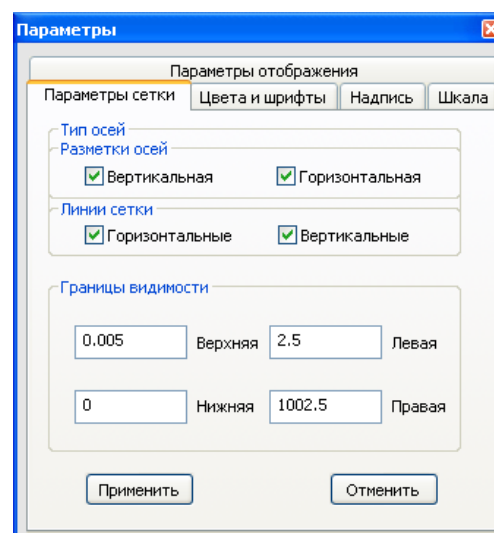 Параметры
Параметры отображения
Параметры сетки Цвета и шрифты Надпись Шкала
Тип осей
Разметки осей
Вертикальная Горизонтальная
Линии сетки
Горизонтальные Вертикальные
Границы видимости
0.005 Верхняя 2.5 Левая
0 Нижняя 1002.5 Правая
Применить Отменить